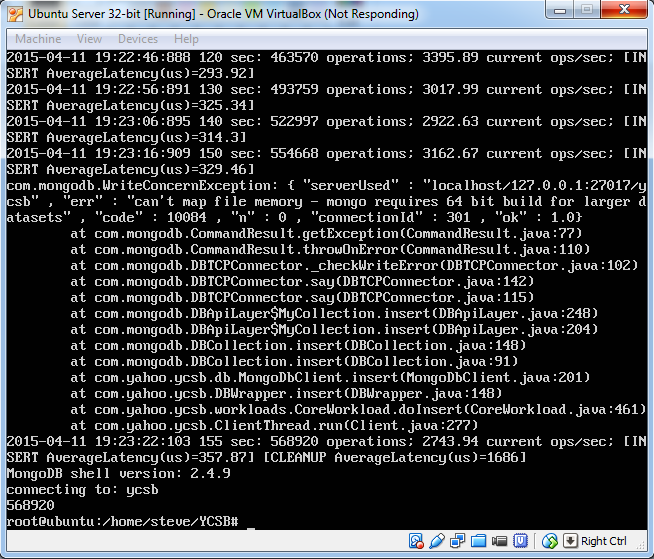 Ubuntu Server 32-bit [Running] - Oracle VM VirtualBox (Not Responding)
Machine View Devices Help
2015-04-11 19:22:46:888 120 sec: 463570 operations; 3395.89 current ops/sec; [IN
SERT AverageLatency(us)=293.92]
2015-04-11 19:22:56:891 130 sec: 493759 operations; 3017.99 current ops/sec; [IN
SERT AverageLatency(us)=325.34]
2015-04-11 19:23:06:895 140 sec: 522997 operations; 2922.63 current ops/sec; [IN
SERT AverageLatency(us)=314.3]
2015-04-11 19:23:16:909 150 sec: 554668 operations; 3162.67 current ops/sec; [IN
SERT AverageLatency(us)=329.46]
com.mongodb.WriteConcernException: { "serverUsed" : "localhost/127.0.0.1:27017/y
csb" , "err" : "can't map file memory - mongo requires 64 bit build for larger d
atasets" , "code" : 10084 , "n" : 0 , "connectionId" : 301 , "ok" : 1.0}
at com.mongodb.CommandResult.getException(CommandResult.java:77)
at com.mongodb.CommandResult.throwOnError(CommandResult.java:110)
at com.mongodb.DBTCPConnector._checkWriteError(DBTCPConnector.java:102)
at com.mongodb.DBTCPConnector.say(DBTCPConnector.java:142)
at com.mongodb.DBTCPConnector.say(DBTCPConnector.java:115)
at com.mongodb.DBApiLayer$MyCollection.insert(DBApiLayer.java:248)
at com.mongodb.DBApiLayer$MyCollection.insert(DBApiLayer.java:204)
at com.mongodb.DBCollection.insert(DBCollection.java:148)
at com.mongodb.DBCollection.insert(DBCollection.java:91)
at com.yahoo.ycsb.db.MongoDbClient.insert(MongoDbClient.java:201)
at com.yahoo.ycsb.DBWrapper.insert(DBWrapper.java:148)
at com.yahoo.ycsb.workloads.CoreWorkload.doInsert(CoreWorkload.java:461)
at com.yahoo.ycsb.ClientThread.run(Client.java:277)
2015-04-11 19:23:22:103 155 sec: 568920 operations; 2743.94 current ops/sec; [IN
SERT AverageLatency(us)=357.87] [CLEANUP AverageLatency(us)=1686]
MongoDB shell version: 2.4.9
connecting to: ycsb
568920
root@ubuntu:/home/steve/YCSB# _
Right Ctrl